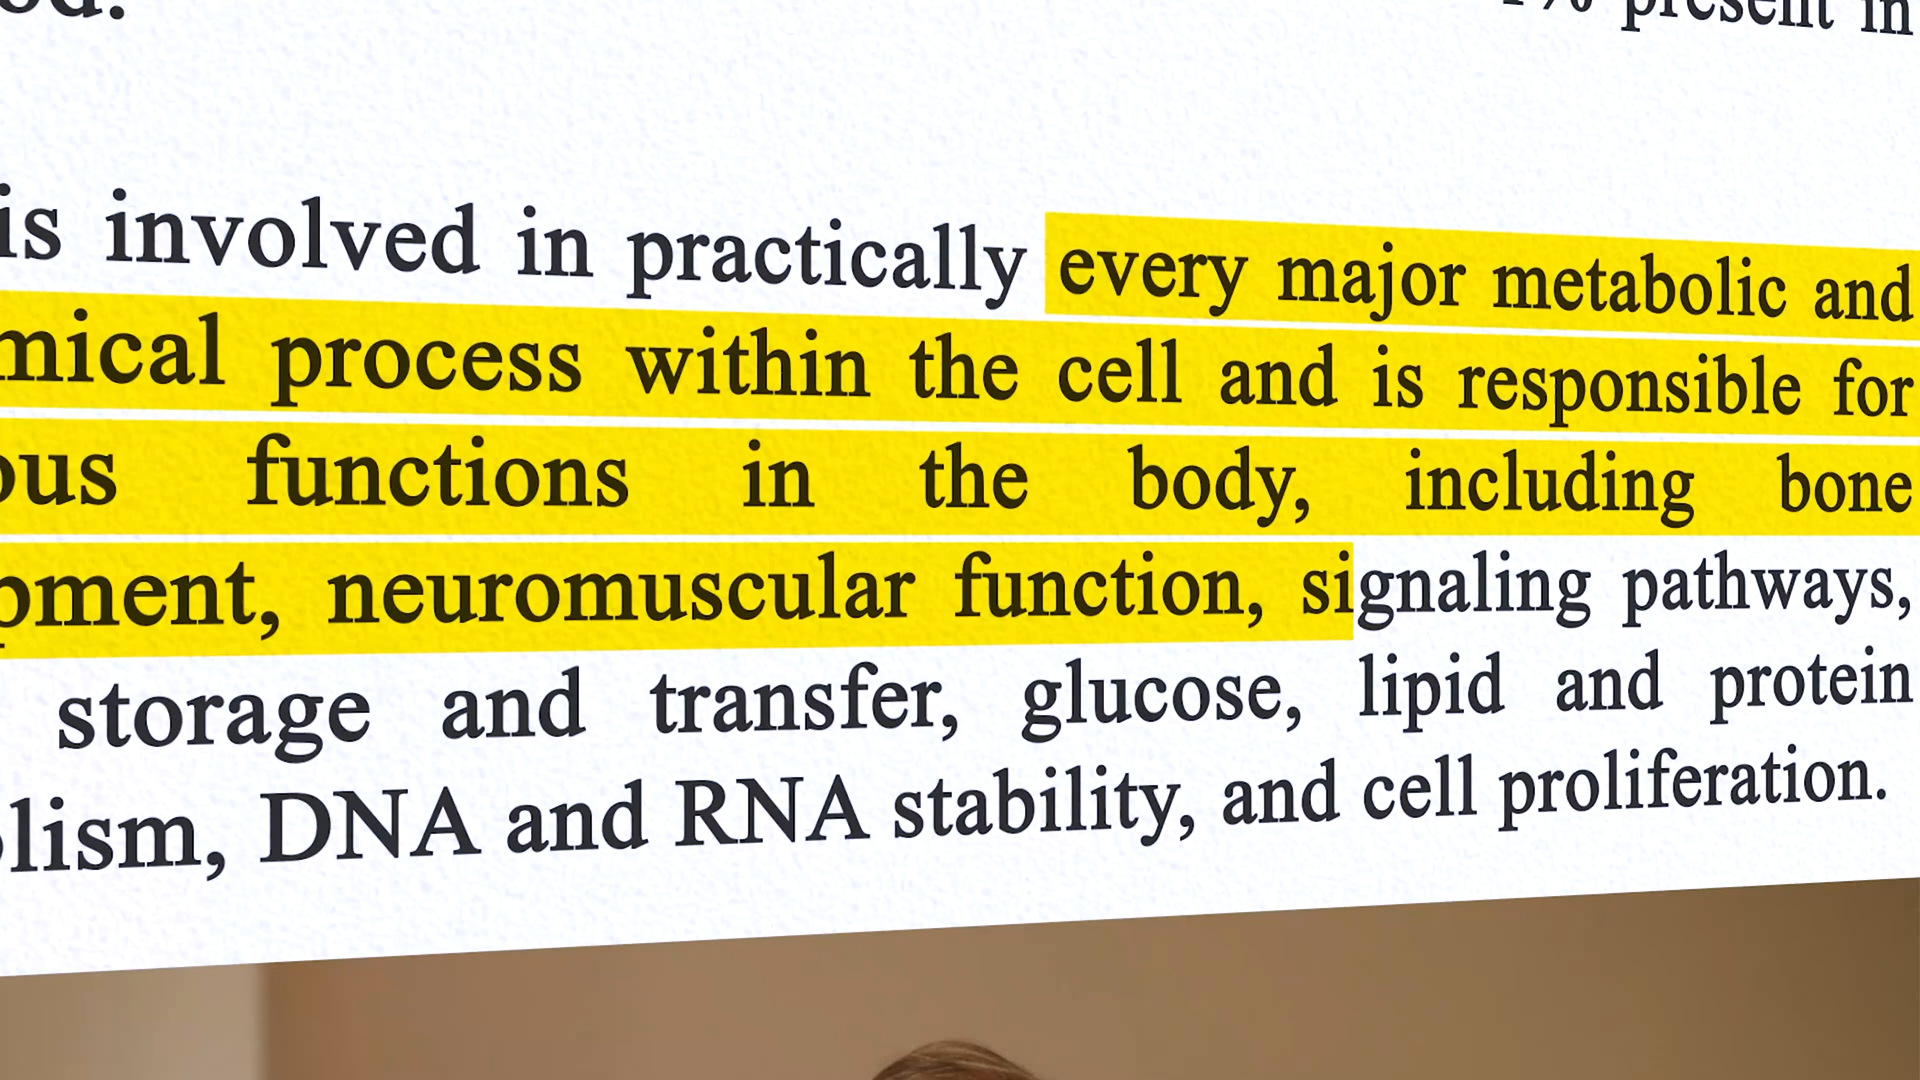 present in
is involved in practically every major metabolic and
mical process within the cell and is responsible for
ous functions in the body, including bone
pment, neuromuscular function, signaling pathways,
storage and transfer, glucose, lipid and protein
lism, DNA and RNA stability, and cell proliferation.